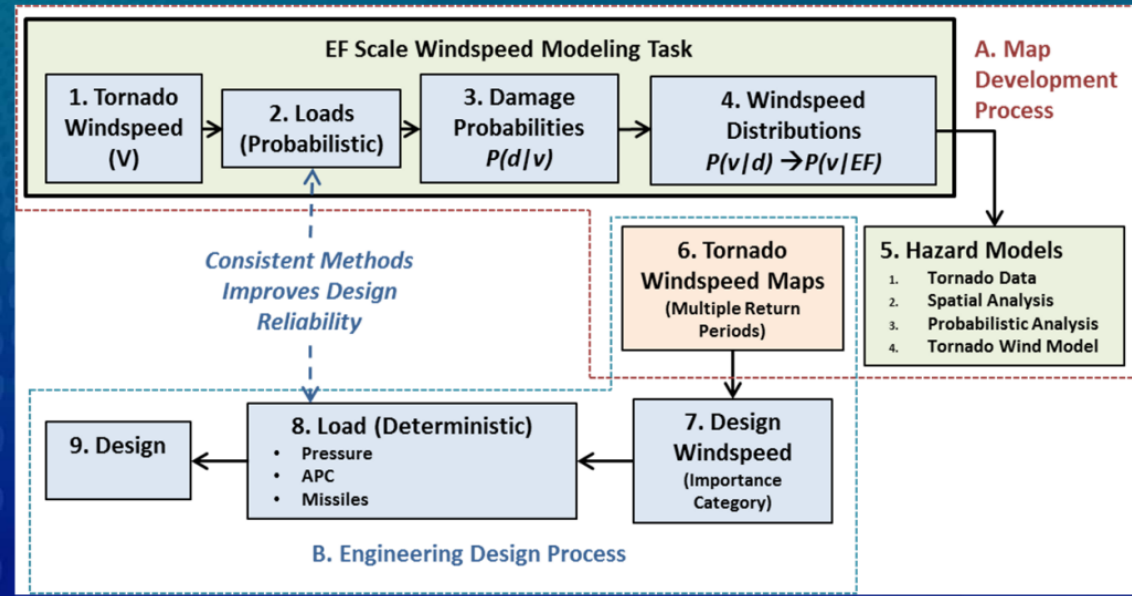 EF Scale Windspeed Modeling Task
A. Map
Development
Process
1. Tornado
Windspeed
(V)
2. Loads
(Probabilistic)
3. Damage
Probabilities
P(d/v)
4. Windspeed
Distributions
P(v/d) →P(v/EF)
Consistent Methods
Improves Design
Reliability
6. Tornado
Windspeed Maps
(Multiple Return
Periods)
5. Hazard Models
1. Tornado Data
2. Spatial Analysis
3. Probabilistic Analysis
4. Tornado Wind Model
9. Design
8. Load (Deterministic)
• Pressure
• APC
• Missiles
7. Design
Windspeed
(Importance
Category)
B. Engineering Design Process